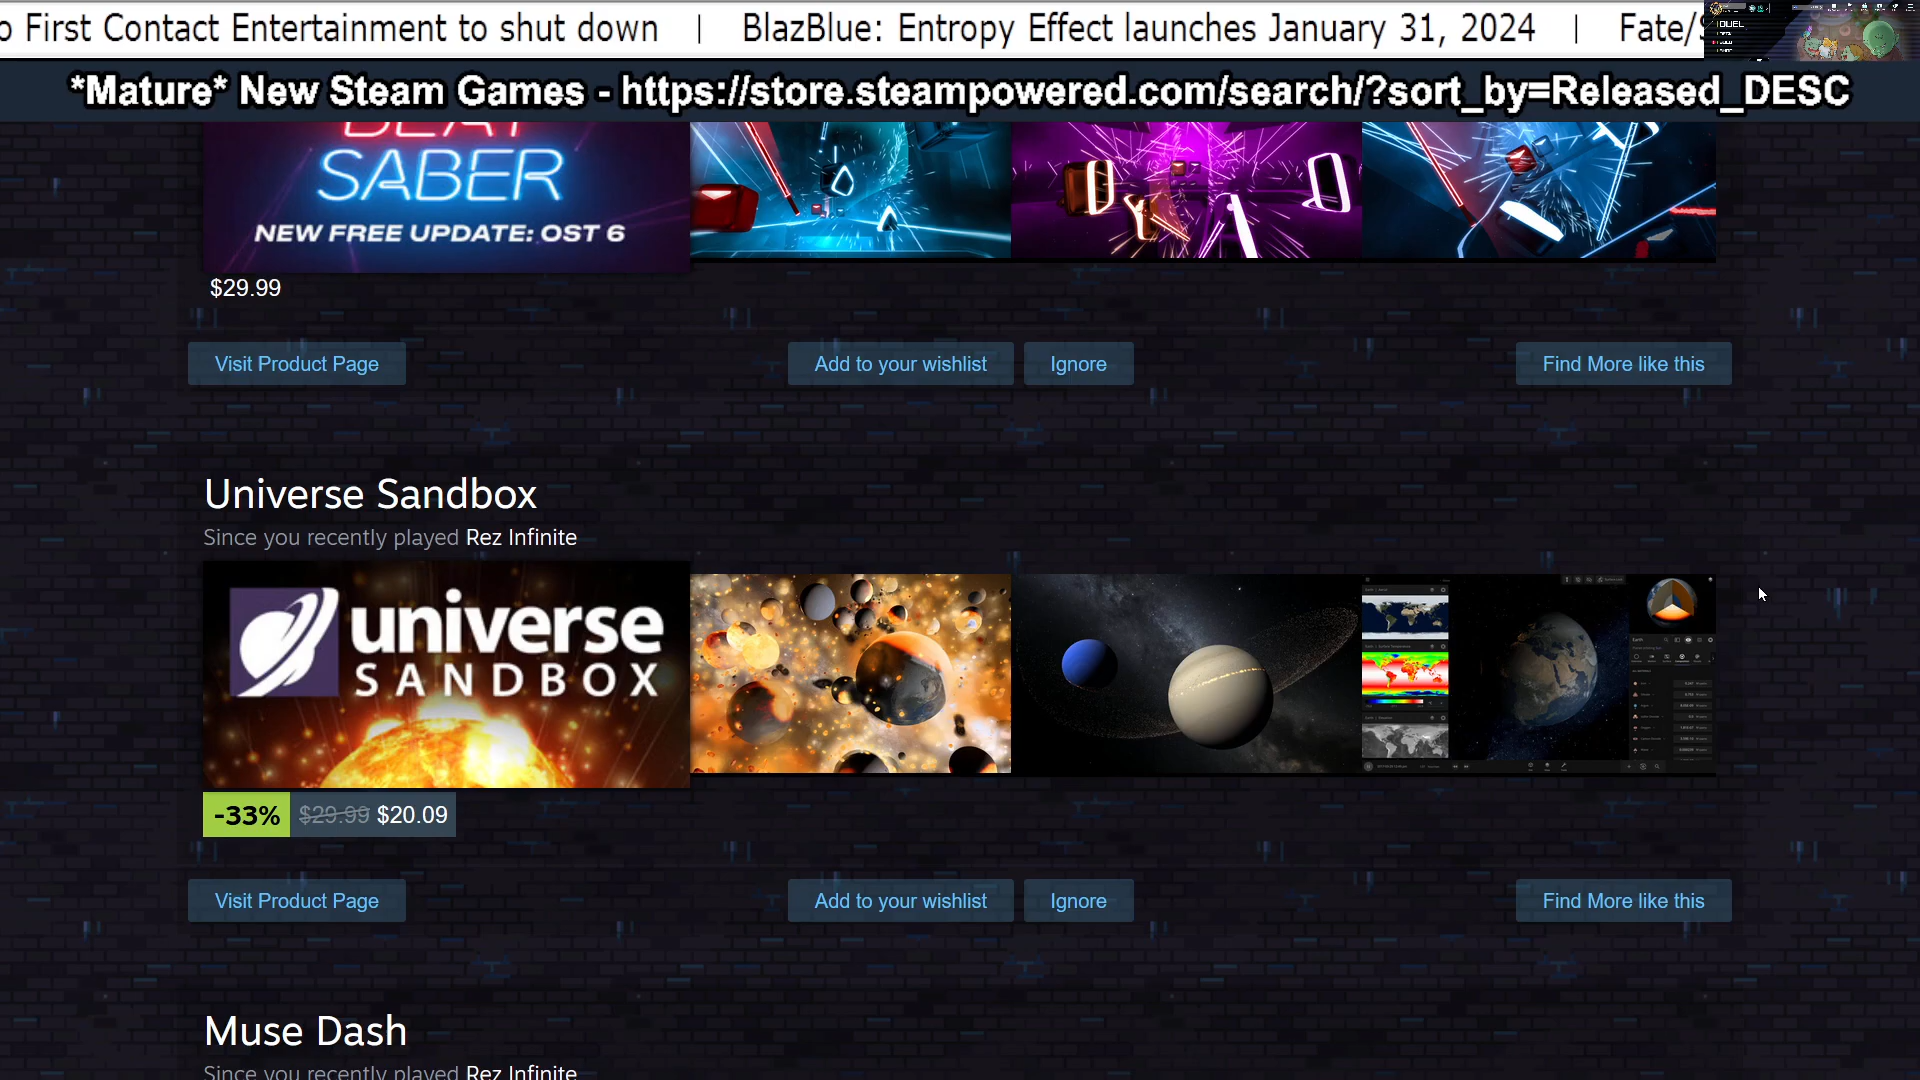 o First Contact Entertainment to shut down | BlazBlue: Entropy Effect launches January 31, 2024 | Fate/
*Mature* New Steam Games - https://store.steampowered.com/search/?sort_by=Released_DESC
BEAT
SABER
NEW FREE UPDATE: OST 6
$29.99
Visit Product Page
Add to your wishlist
Ignore
Find More like this
Universe Sandbox
Since you recently played Rez Infinite
universe
SANDBOX
-33% $29.99 $20.09
Visit Product Page
Add to your wishlist
Ignore
Find More like this
Muse Dash
Since you recently played Rez Infinite